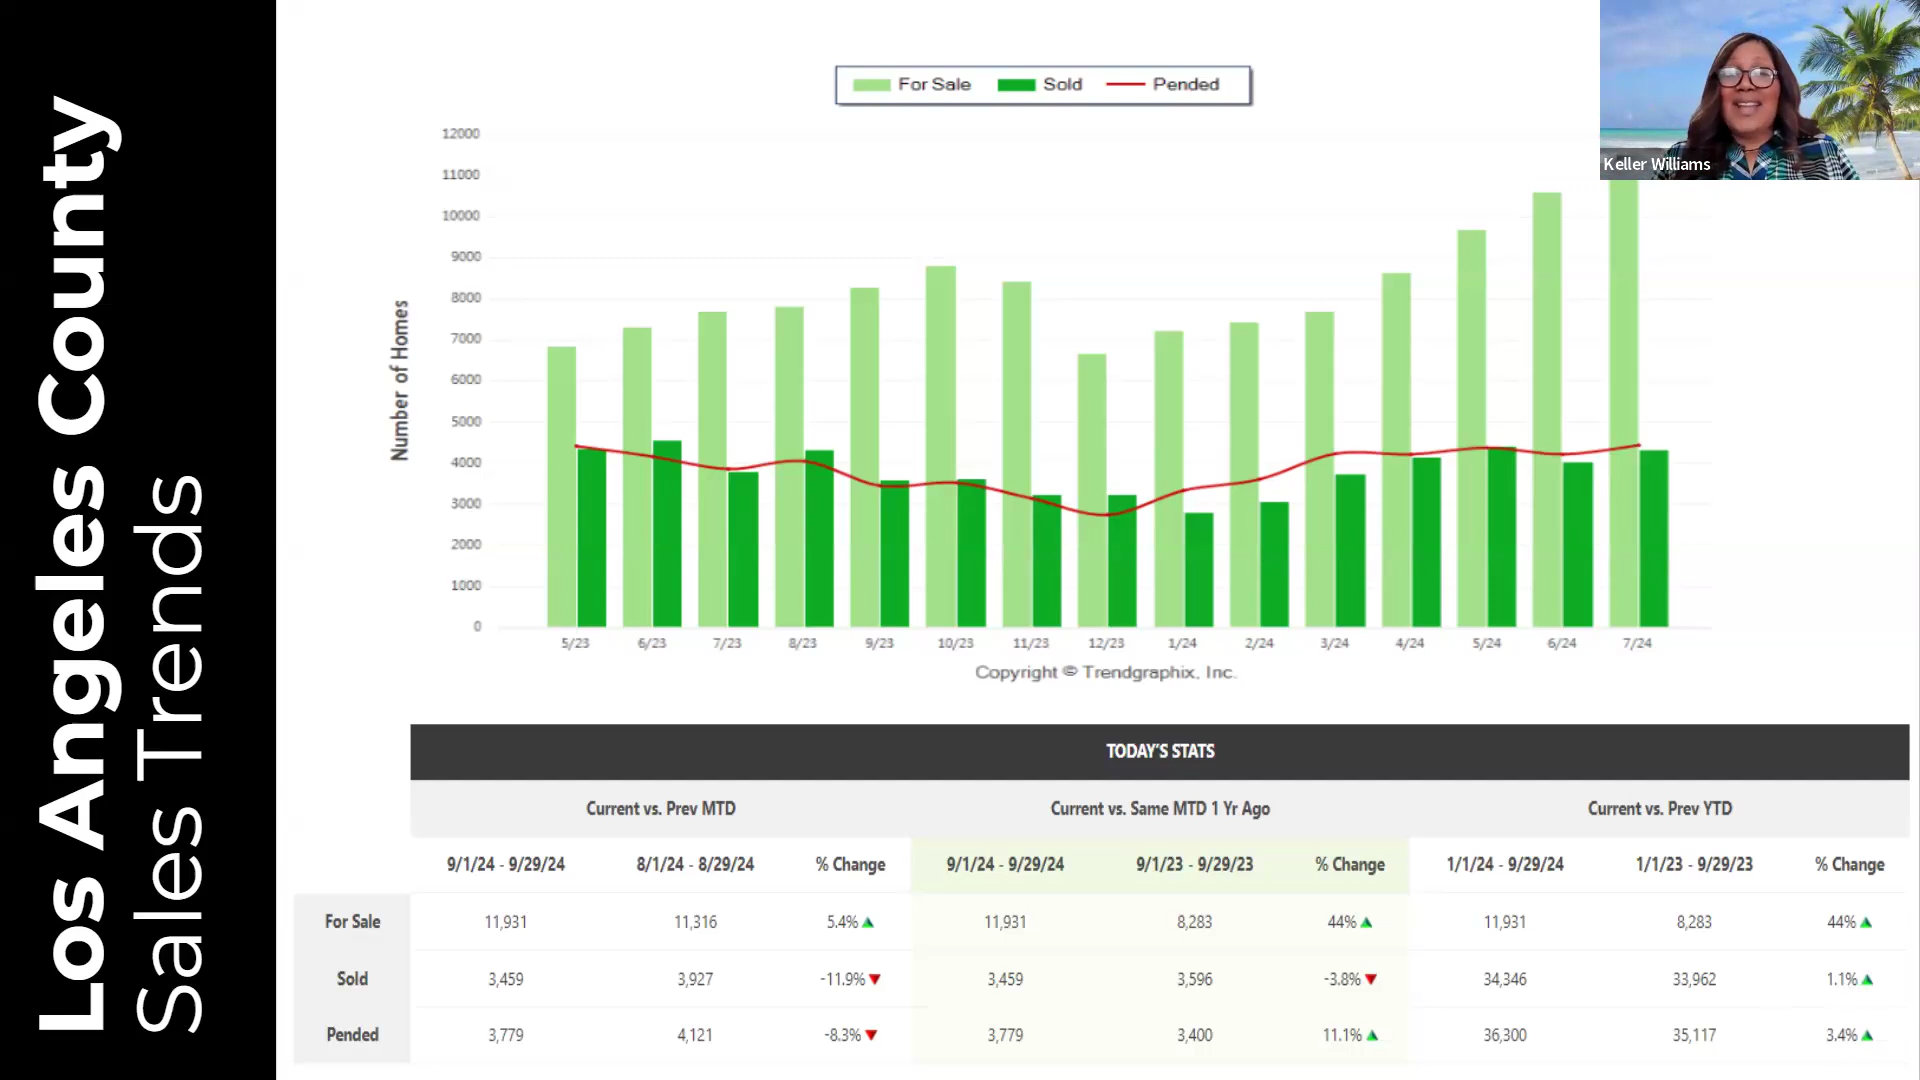 Los Angeles County
Sales Trends
For Sale Sold Pended
Keller Williams
12000
11000
10000
9000
8000
7000
6000
5000
4000
3000
2000
1000
0
Number of Homes
5/23 6/23 7/23 8/23 9/23 10/23 11/23 12/23 1/24 2/24 3/24 4/24 5/24 6/24 7/24
Copyright © Trendgraphix, Inc.
TODAY'S STATS
Current vs. Prev MTD Current vs. Same MTD 1 Yr Ago Current vs. Prev YTD
9/1/24 - 9/29/24 8/1/24 - 8/29/24 % Change 9/1/24 - 9/29/24 9/1/23 - 9/29/23 % Change 1/1/24 - 9/29/24 1/1/23 - 9/29/23 % Change
For Sale 11,931 11,316 5.4% 11,931 8,283 44% 11,931 8,283 44%
Sold 3,459 3,927 -11.9% 3,459 3,596 -3.8% 34,346 33,962 1.1%
Pended 3,779 4,121 -8.3% 3,779 3,400 11.1% 36,300 35,117 3.4%